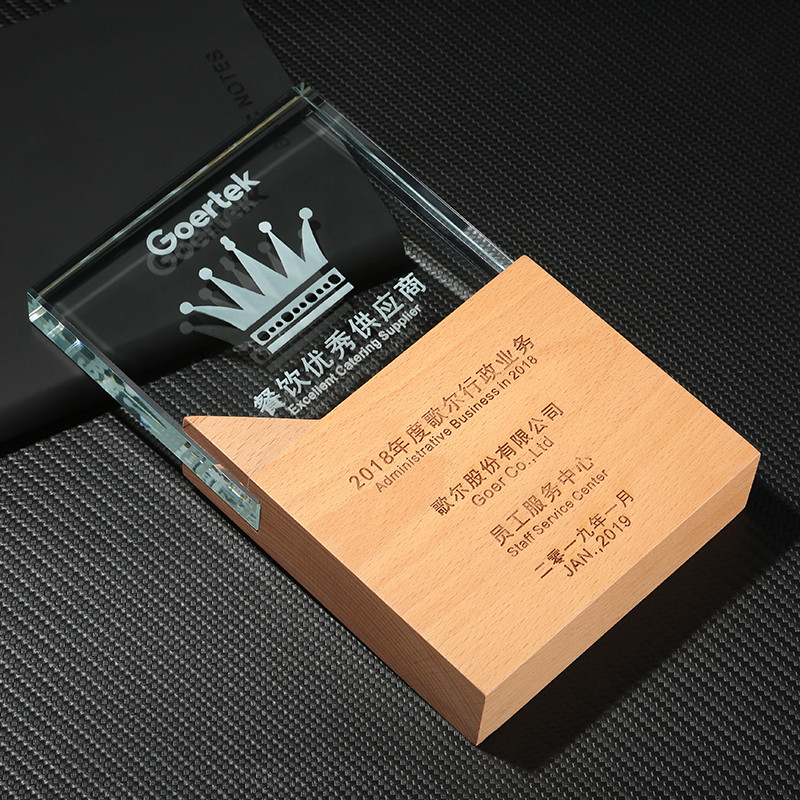 NOTES
Goertek
餐饮优秀供应商
Excellent Catering Supplier
2018年度歌尔行政业务
Administrative Business in 2018
歌尔股份有限公司
Goer Co.,Ltd
员工服务中心
Staff Service Center
二零一九年一月
JAN.,2019